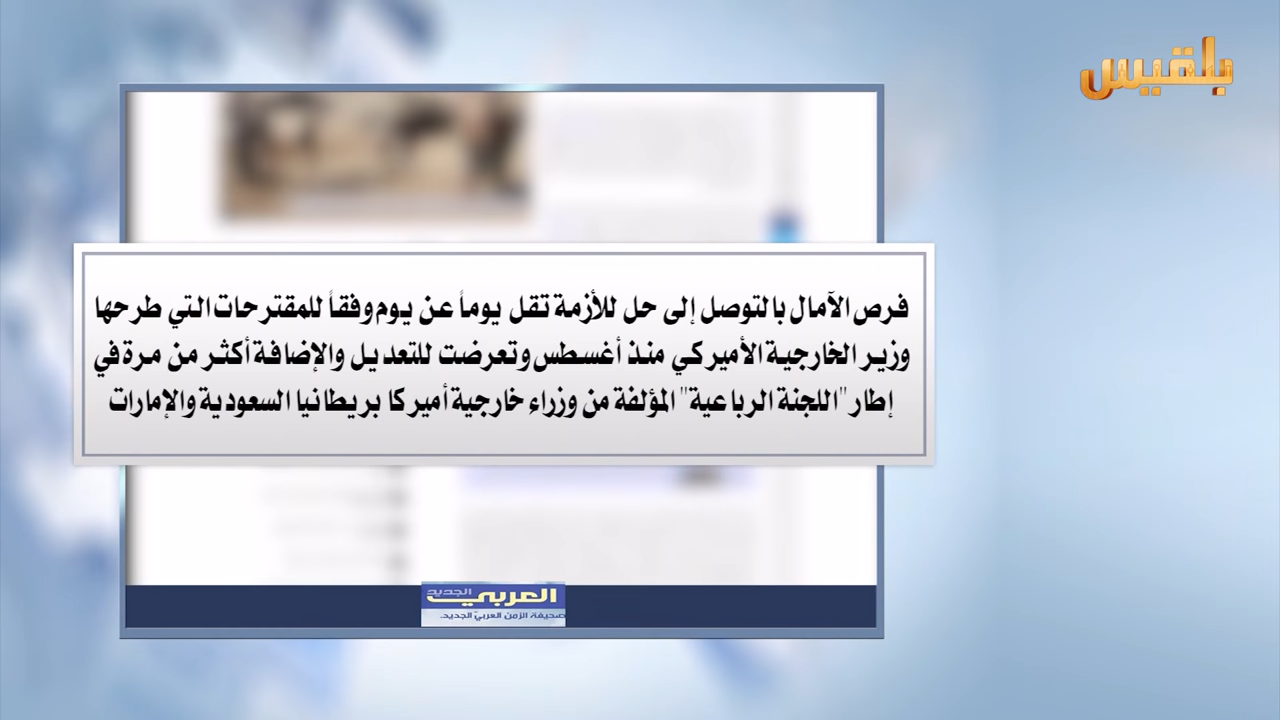 بلقيس
فرص الآمال بالتوصل إلى حل للأزمة تقل يوماً عن يوم وفقاً للمقترحات التي طرحها
وزير الخارجية الأميركي منذ أغسطس وتعرضت للتعديل والإضافة أكثر من مرة في
إطار "اللجنة الرباعية" المؤلفة من وزراء خارجية أميركا بريطانيا السعودية والإمارات
العربي الجديد
صحيفة الزمن العربي الجديد.